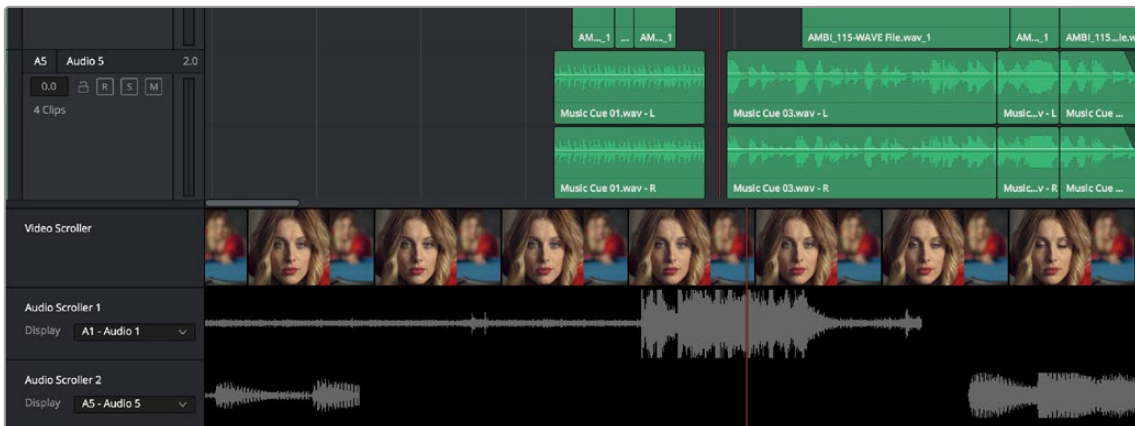 AM..._1 ... AM..._1 AMBI_115-WAVE File.wav_1 AM..._1 AMBI_115...le.w
A5 Audio 5 2.0
0.0 R S M
4 Clips
Music Cue 01.wav - L Music Cue 03.wav - L Music...v - L Music Cue ...
Music Cue 01.wav - R Music Cue 03.wav - R Music...v - R Music Cue ...
Video Scroller
Audio Scroller 1
Display A1 - Audio 1
Audio Scroller 2
Display A5 - Audio 5